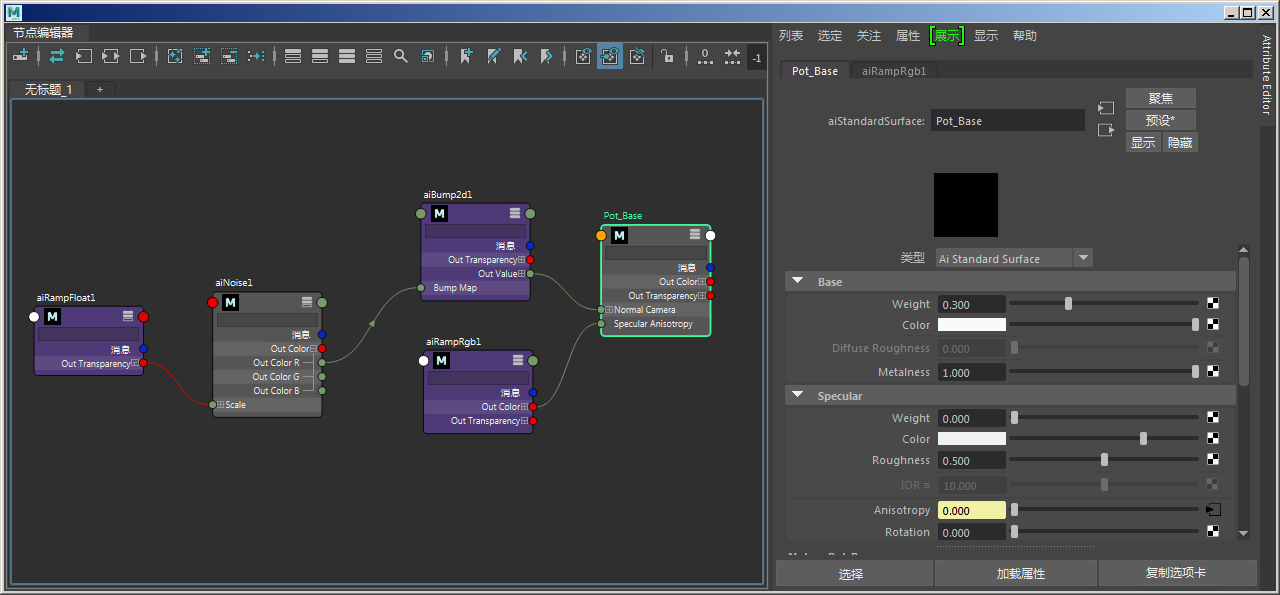 M
节点编辑器
0
-1
无标题_1
+
aiRampFloat1
M
消息
Out Transparency
aiNoise1
M
消息
Out Color
Out Color R
Out Color G
Out Color B
Scale
aiBump2d1
M
消息
Out Transparency
Out Value
Bump Map
aiRampRgb1
M
消息
Out Color
Out Transparency
Pot_Base
M
消息
Out Color
Out Transparency
Normal Camera
Specular Anisotropy
列表 选定 关注 属性 展示 显示 帮助
Attribute Editor
Pot_Base aiRampRgb1
aiStandardSurface: Pot_Base
聚焦
预设*
显示 隐藏
类型 Ai Standard Surface
Base
Weight 0.300
Color
Diffuse Roughness 0.000
Metalness 1.000
Specular
Weight 0.000
Color
Roughness 0.500
IOR = 10.000
Anisotropy 0.000
Rotation 0.000
选择 加载属性 复制选项卡